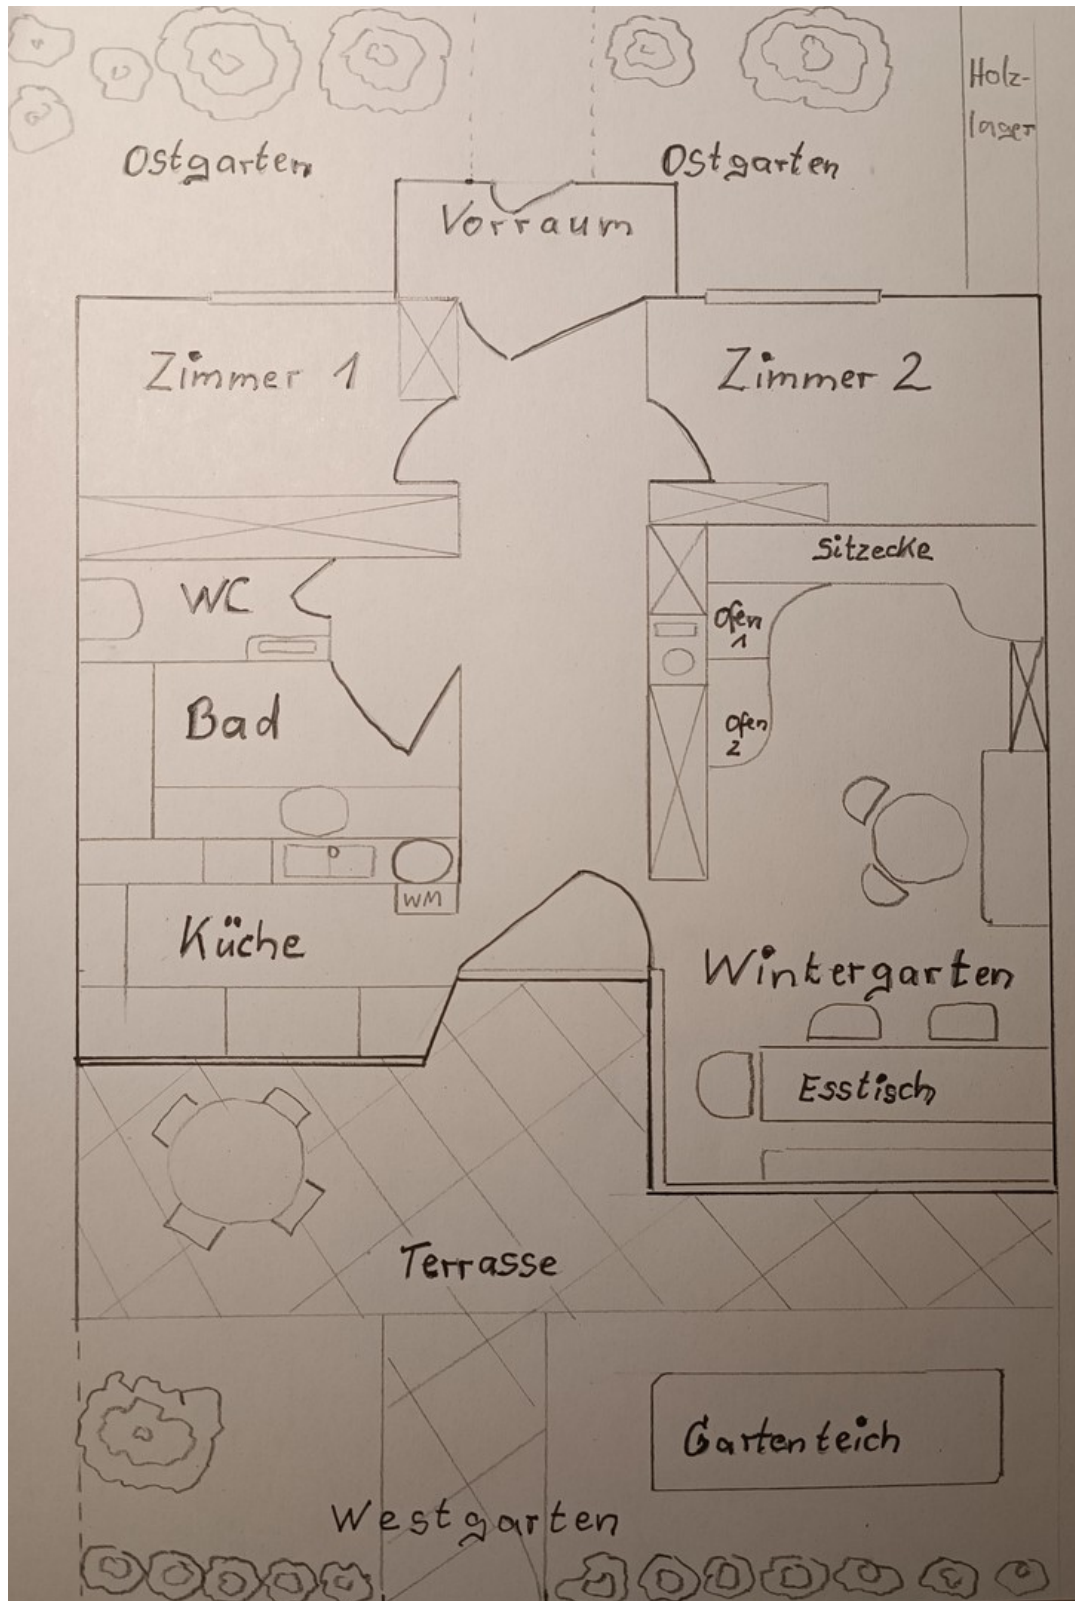 Holz-
lager
Ostgarten
Ostgarten
Vorraum
Zimmer 1
Zimmer 2
Sitzecke
WC
Ofen
1
Bad
Ofen
2
WM
Küche
Wintergarten
Esstisch
Terrasse
Gartenteich
Westgarten